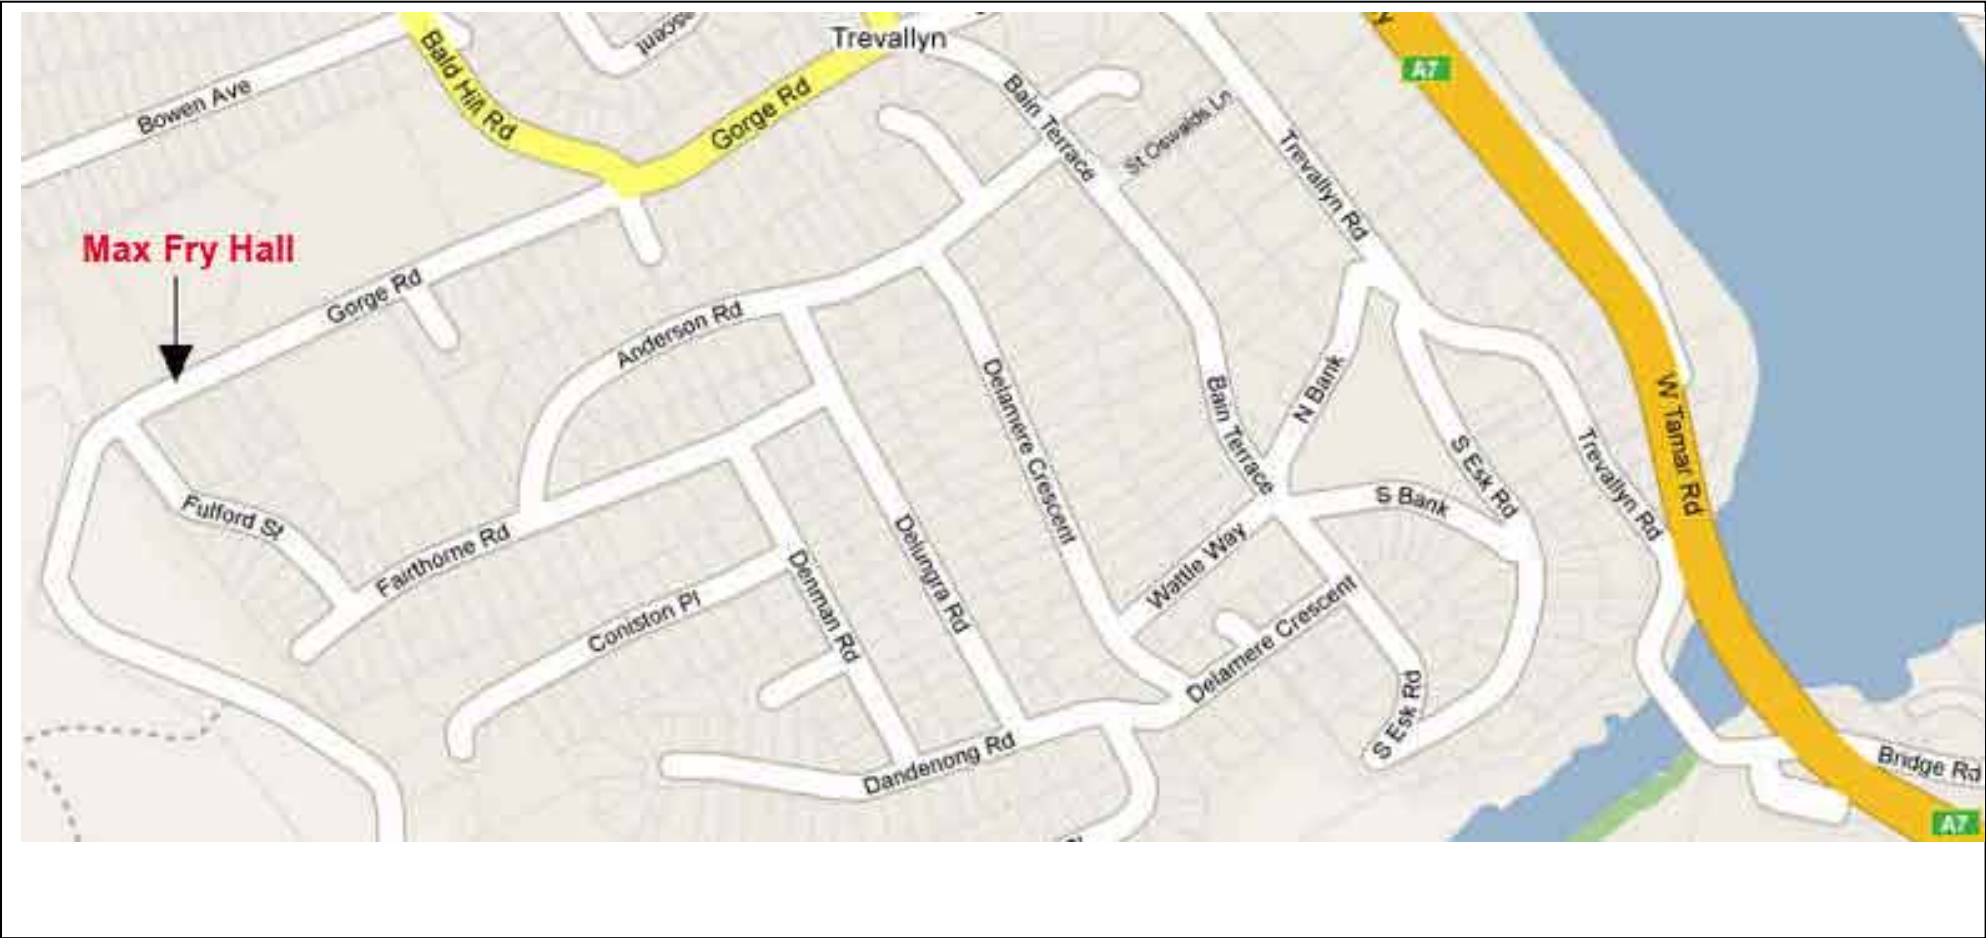 Trevallyn
Bald Hill Rd
A7
Bowen Ave
Gorge Rd
Bain Terrace
St Oswalds Ln
Trevallyn Rd
Max Fry Hall
Gorge Rd
Anderson Rd
Delamere Crescent
N Bank
Bain Terrace
W Tamar Rd
S Esk Rd
Trevallyn Rd
S Bank
Fulford St
Fairthorne Rd
Delungra Rd
Wattle Way
Denman Rd
Coniston Pl
Delamere Crescent
S Esk Rd
Dandenong Rd
Bridge Rd
A7